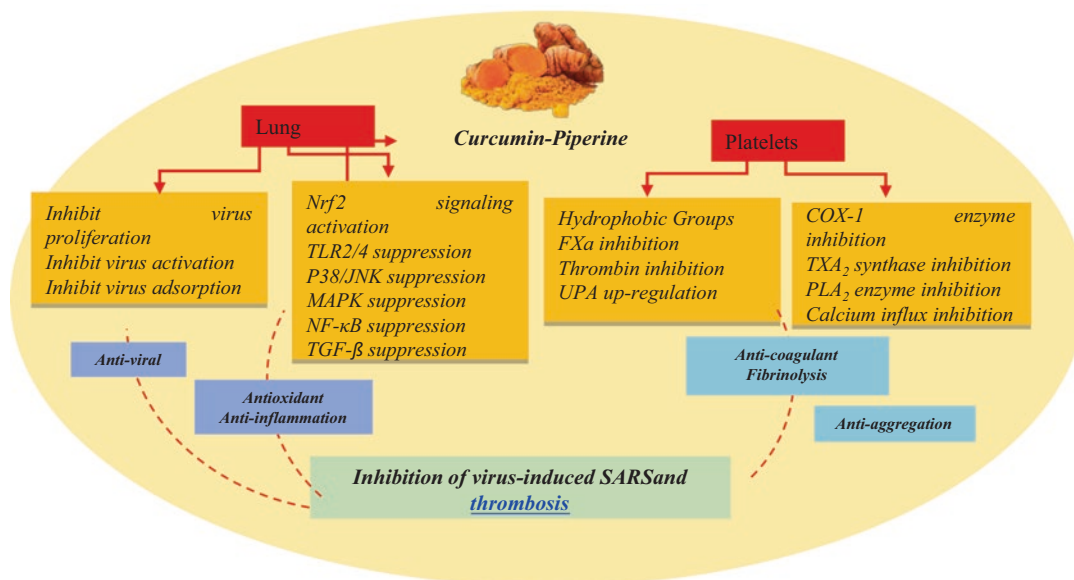 Curcumin-Piperine
Lung
Platelets
Inhibit virus
proliferation
Inhibit virus activation
Inhibit virus adsorption
Nrf2 signaling
activation
TLR2/4 suppression
P38/JNK suppression
MAPK suppression
NF-κB suppression
TGF-ß suppression
Hydrophobic Groups
FXa inhibition
Thrombin inhibition
UPA up-regulation
COX-1 enzyme
inhibition
TXA₂ synthase inhibition
PLA₂ enzyme inhibition
Calcium influx inhibition
Anti-viral
Antioxidant
Anti-inflammation
Anti-coagulant
Fibrinolysis
Anti-aggregation
Inhibition of virus-induced SARSand
thrombosis